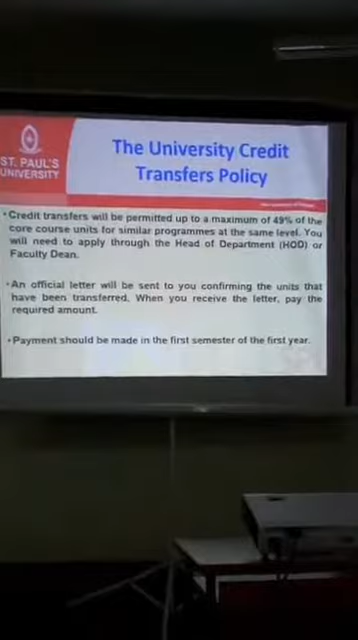 ST. PAUL'S
UNIVERSITY
The University Credit
Transfers Policy
•Credit transfers will be permitted up to a maximum of 49% of the
core course units for similar programmes at the same level. You
will need to apply through the Head of Department (HOD) or
Faculty Dean.
•An official letter will be sent to you confirming the units that
have been transferred. When you receive the letter, pay the
required amount.
•Payment should be made in the first semester of the first year.